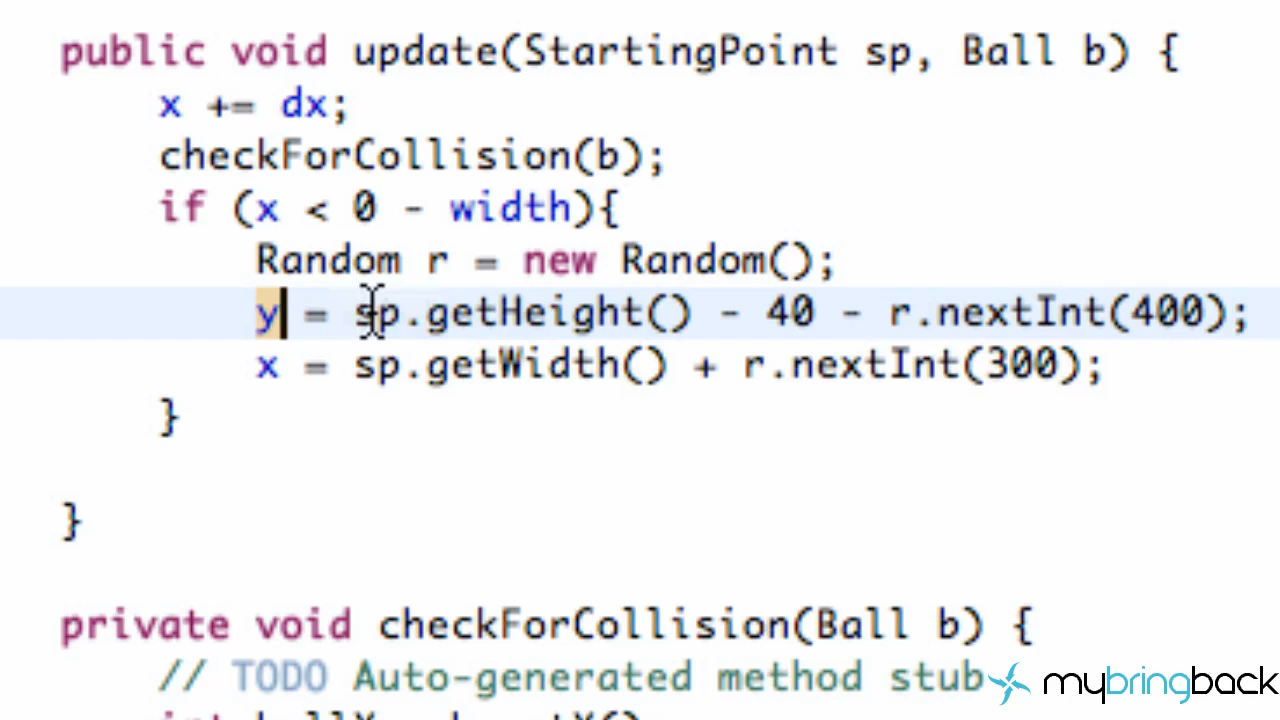 public void update(StartingPoint sp, Ball b) {
x += dx;
checkForCollision(b);
if (x < 0 - width){
Random r = new Random();
y = sp.getHeight() - 40 - r.nextInt(400);
x = sp.getWidth() + r.nextInt(300);
}
}
private void checkForCollision(Ball b) {
// TODO Auto-generated method stub
mybringback